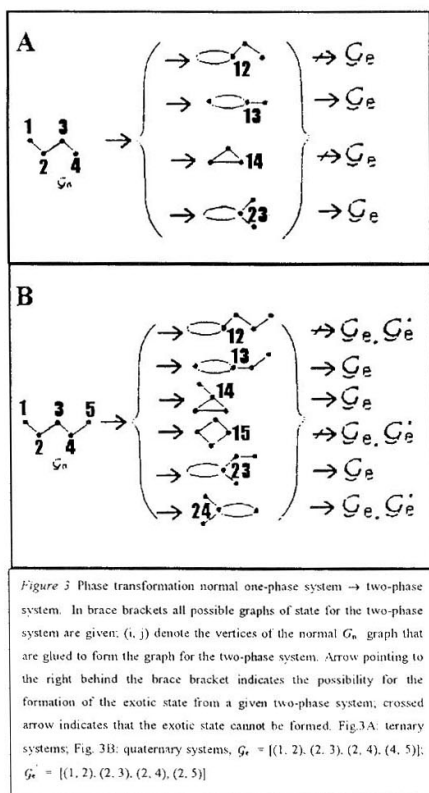 A
12 ↛ G_e
1 3 → 13 → G_e
2 4
G_n
→ 14 ↛ G_e
→ 23 → G_e
B
12 ↛ G_e, G_e˙
→ 13 → G_e
1 3 5 → 14 → G_e
2 4 → 15 ↛ G_e, G_e˙
G_n
→ 23 → G_e
→ 24 → G_e, G_e˙
Figure 3 Phase transformation normal one-phase system → two-phase
system. In brace brackets all possible graphs of state for the two-phase
system are given; (i, j) denote the vertices of the normal G_n graph that
are glued to form the graph for the two-phase system. Arrow pointing to
the right behind the brace bracket indicates the possibility for the
formation of the exotic state from a given two-phase system; crossed
arrow indicates that the exotic state cannot be formed. Fig.3A: ternary
systems; Fig. 3B: quaternary systems, G_e = [(1, 2). (2, 3). (2, 4). (4, 5)];
G_e˙ = [(1, 2). (2, 3). (2, 4), (2, 5)]